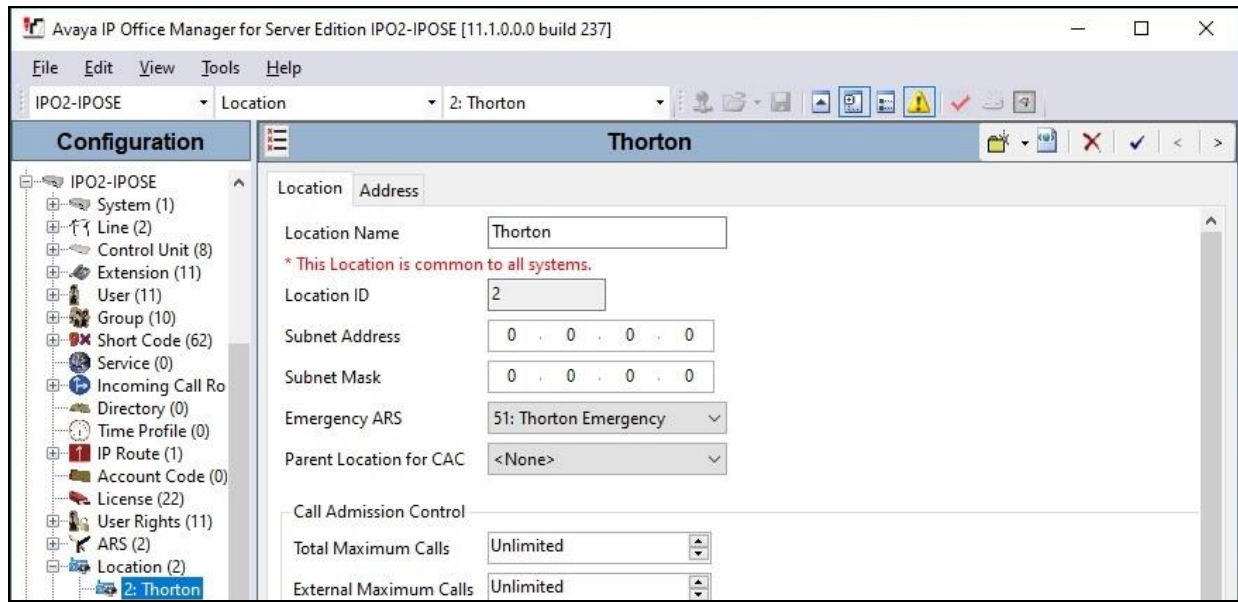 Avaya IP Office Manager for Server Edition IPO2-IPOSE [11.1.0.0.0 build 237]
File Edit View Tools Help
IPO2-IPOSE Location 2: Thorton
Configuration
Thorton
IPO2-IPOSE
System (1)
Line (2)
Control Unit (8)
Extension (11)
User (11)
Group (10)
Short Code (62)
Service (0)
Incoming Call Ro
Directory (0)
Time Profile (0)
IP Route (1)
Account Code (0)
License (22)
User Rights (11)
ARS (2)
Location (2)
2: Thorton
Location Address
Location Name Thorton
* This Location is common to all systems.
Location ID 2
Subnet Address 0 . 0 . 0 . 0
Subnet Mask 0 . 0 . 0 . 0
Emergency ARS 51: Thorton Emergency
Parent Location for CAC <None>
Call Admission Control
Total Maximum Calls Unlimited
External Maximum Calls Unlimited